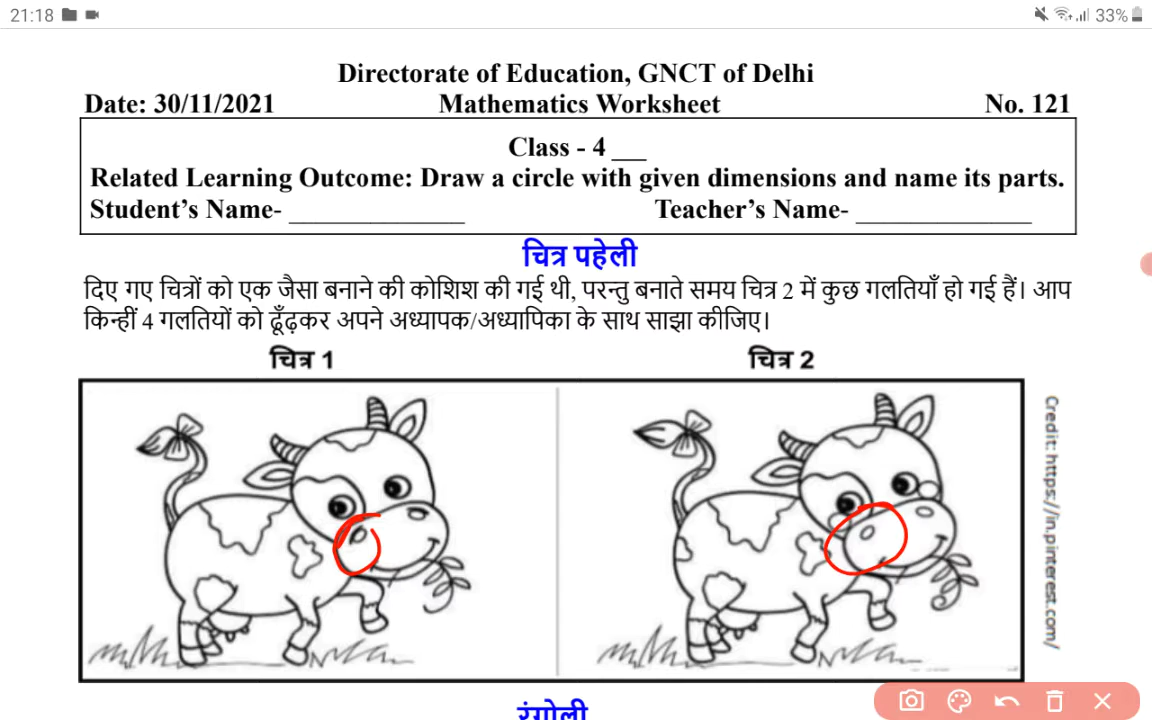 21:18 33%
Directorate of Education, GNCT of Delhi
Date: 30/11/2021 Mathematics Worksheet No. 121
Class - 4 __
Related Learning Outcome: Draw a circle with given dimensions and name its parts.
Student's Name- _____________ Teacher's Name- _____________
चित्र पहेली
दिए गए चित्रों को एक जैसा बनाने की कोशिश की गई थी, परन्तु बनाते समय चित्र 2 में कुछ गलतियाँ हो गई हैं। आप
किन्हीं 4 गलतियों को ढूँढ़कर अपने अध्यापक/अध्यापिका के साथ साझा कीजिए।
चित्र 1 चित्र 2
Credit: https://in.pinterest.com/
रंगोली